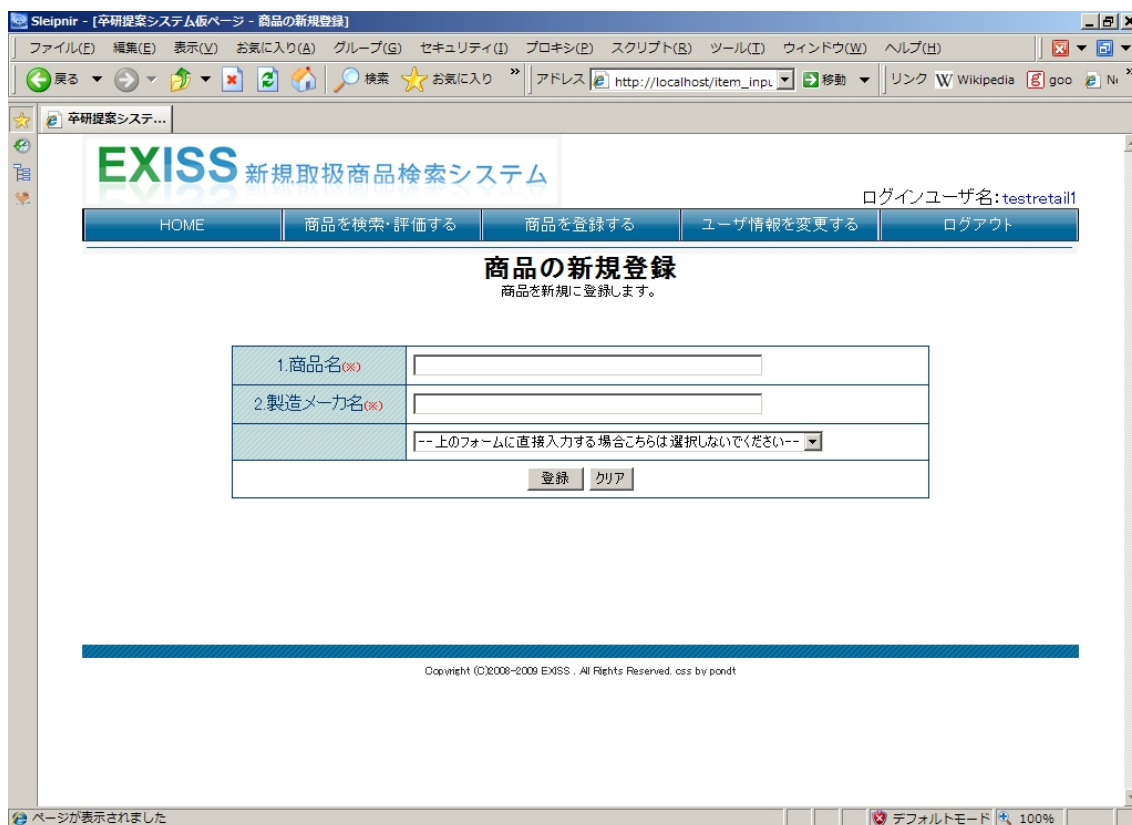 Sleipnir - [卒研提案システム仮ページ - 商品の新規登録]
ファイル(F) 編集(E) 表示(V) お気に入り(A) グループ(G) セキュリティ(I) プロキシ(P) スクリプト(R) ツール(T) ウィンドウ(W) ヘルプ(H)
戻る 検索 お気に入り » アドレス http://localhost/item_inpu 移動 リンク Wikipedia goo »
卒研提案システ...
EXISS 新規取扱商品検索システム
ログインユーザ名:testretail1
HOME 商品を検索・評価する 商品を登録する ユーザ情報を変更する ログアウト
商品の新規登録
商品を新規に登録します。
1.商品名(※)
2.製造メーカ名(※)
--上のフォームに直接入力する場合こちらは選択しないでください--
登録 クリア
Copyright (C)2008-2009 EXISS . All Rights Reserved. css by pondt
ページが表示されました デフォルトモード 100%